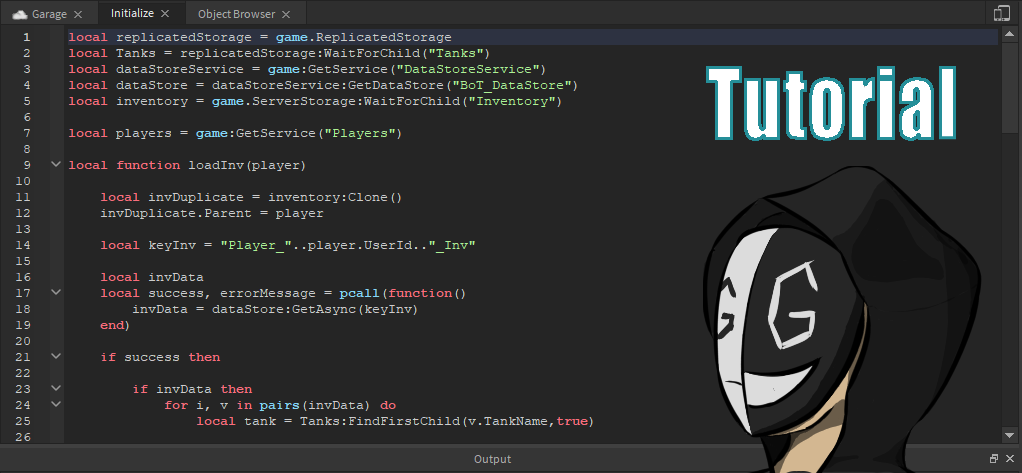 Garage Initialize Object Browser
1 local replicatedStorage = game.ReplicatedStorage
2 local Tanks = replicatedStorage:WaitForChild("Tanks")
3 local dataStoreService = game:GetService("DataStoreService")
4 local dataStore = dataStoreService:GetDataStore("BoT_DataStore")
5 local inventory = game.ServerStorage:WaitForChild("Inventory")
6
7 local players = game:GetService("Players")
8
9 local function loadInv(player)
10
11 local invDuplicate = inventory:Clone()
12 invDuplicate.Parent = player
13
14 local keyInv = "Player_"..player.UserId.."_Inv"
15
16 local invData
17 local success, errorMessage = pcall(function()
18 invData = dataStore:GetAsync(keyInv)
19 end)
20
21 if success then
22
23 if invData then
24 for i, v in pairs(invData) do
25 local tank = Tanks:FindFirstChild(v.TankName,true)
26
Tutorial
G G
Output